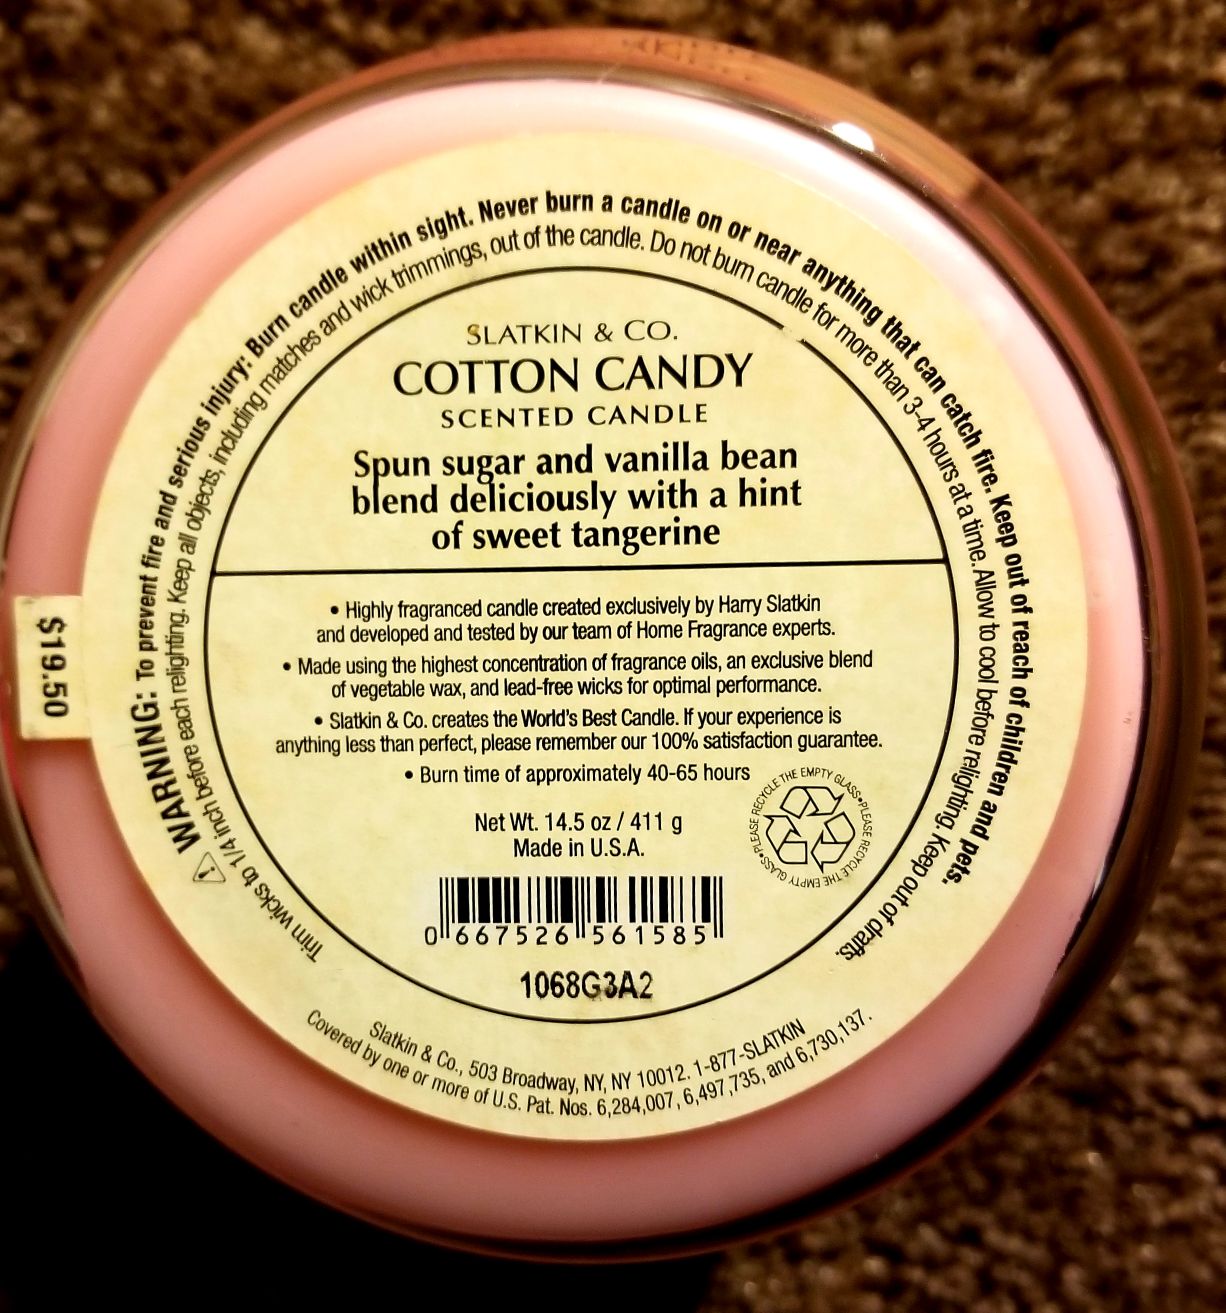 WARNING: To prevent fire and serious injury: Burn candle within sight. Never burn a candle on or near anything that can catch fire. Keep out of reach of children and pets.
Trim wicks to 1/4 inch before each relighting. Keep all objects, including matches and wick trimmings, out of the candle. Do not burn candle for more than 3-4 hours at a time. Allow to cool before relighting. Keep out of drafts.
SLATKIN & CO.
COTTON CANDY
SCENTED CANDLE
Spun sugar and vanilla bean
blend deliciously with a hint
of sweet tangerine
• Highly fragranced candle created exclusively by Harry Slatkin
and developed and tested by our team of Home Fragrance experts.
• Made using the highest concentration of fragrance oils, an exclusive blend
of vegetable wax, and lead-free wicks for optimal performance.
• Slatkin & Co. creates the World's Best Candle. If your experience is
anything less than perfect, please remember our 100% satisfaction guarantee.
• Burn time of approximately 40-65 hours
Net Wt. 14.5 oz / 411 g
Made in U.S.A.
PLEASE RECYCLE THE EMPTY GLASS • PLEASE RECYCLE THE EMPTY GLASS •
0 667526 561585
1068G3A2
Slatkin & Co., 503 Broadway, NY, NY 10012. 1-877-SLATKIN
Covered by one or more of U.S. Pat. Nos. 6,284,007, 6,497,735, and 6,730,137.
$19.50